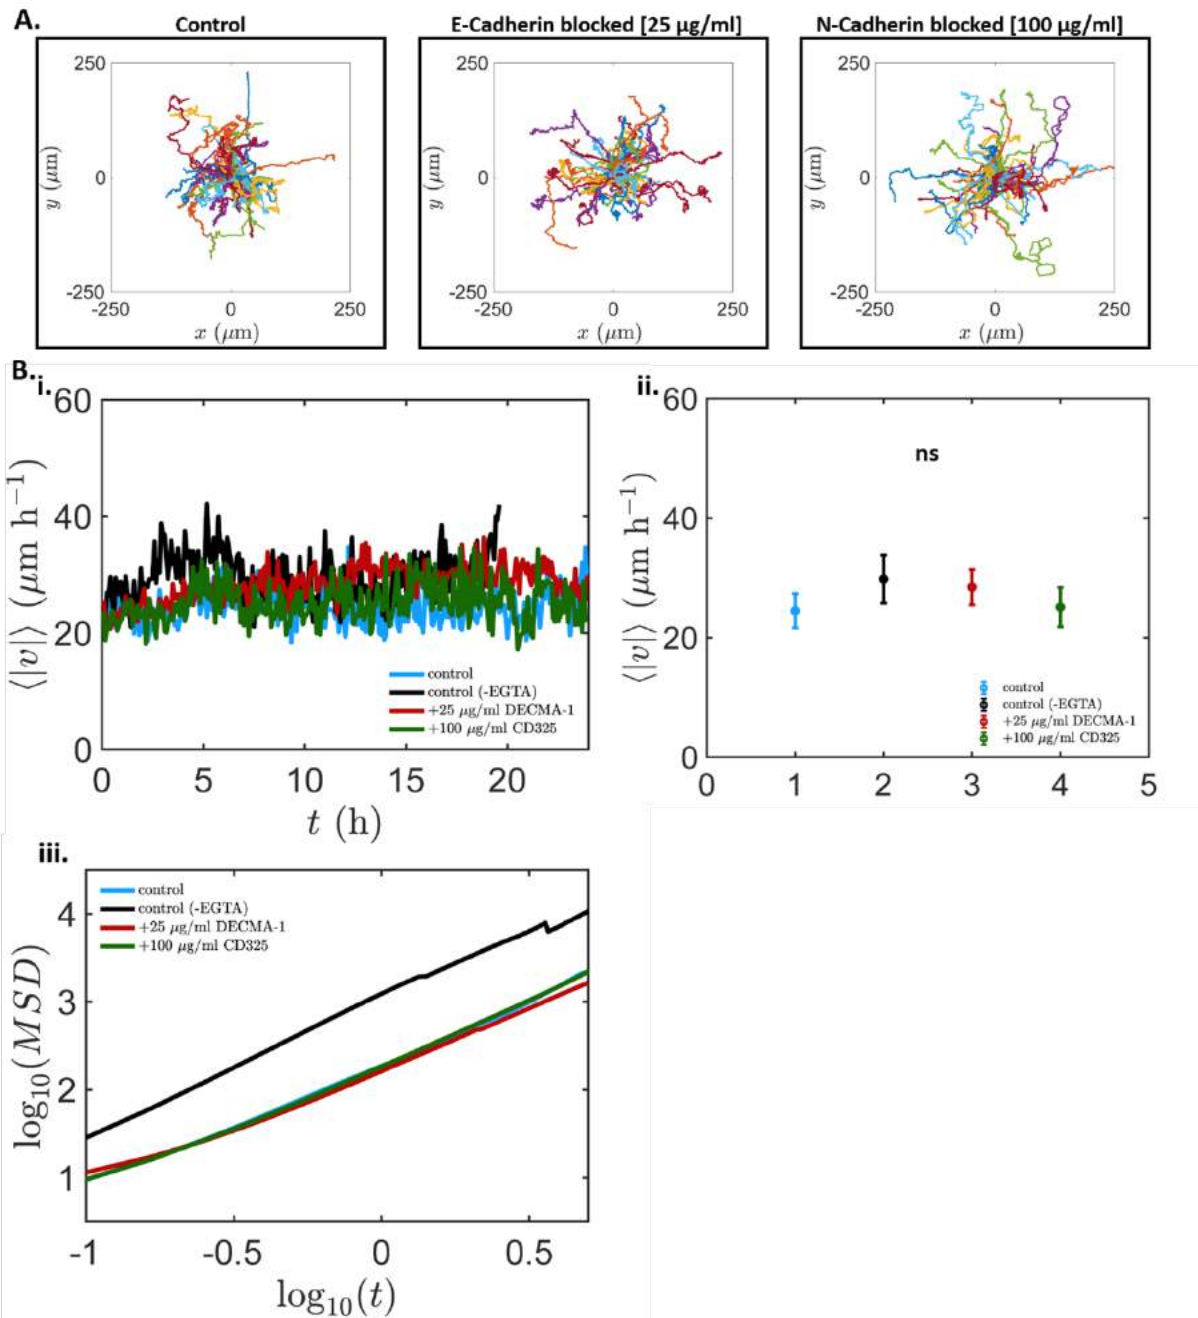 A.
Control
E-Cadherin blocked [25 μg/ml]
N-Cadherin blocked [100 μg/ml]
250
0
-250
y (μm)
-250
0
250
x (μm)
250
0
-250
y (μm)
-250
0
250
x (μm)
250
0
-250
y (μm)
-250
0
250
x (μm)
B.
i.
60
40
20
0
⟨|v|⟩ (μm h⁻¹)
control
control (-EGTA)
+25 μg/ml DECMA-1
+100 μg/ml CD325
0 5 10 15 20
t (h)
ii.
60
40
20
0
⟨|v|⟩ (μm h⁻¹)
ns
control
control (-EGTA)
+25 μg/ml DECMA-1
+100 μg/ml CD325
0 1 2 3 4 5
iii.
control
control (-EGTA)
+25 μg/ml DECMA-1
+100 μg/ml CD325
4
3
2
1
log₁₀(MSD)
-1 -0.5 0 0.5
log₁₀(t)